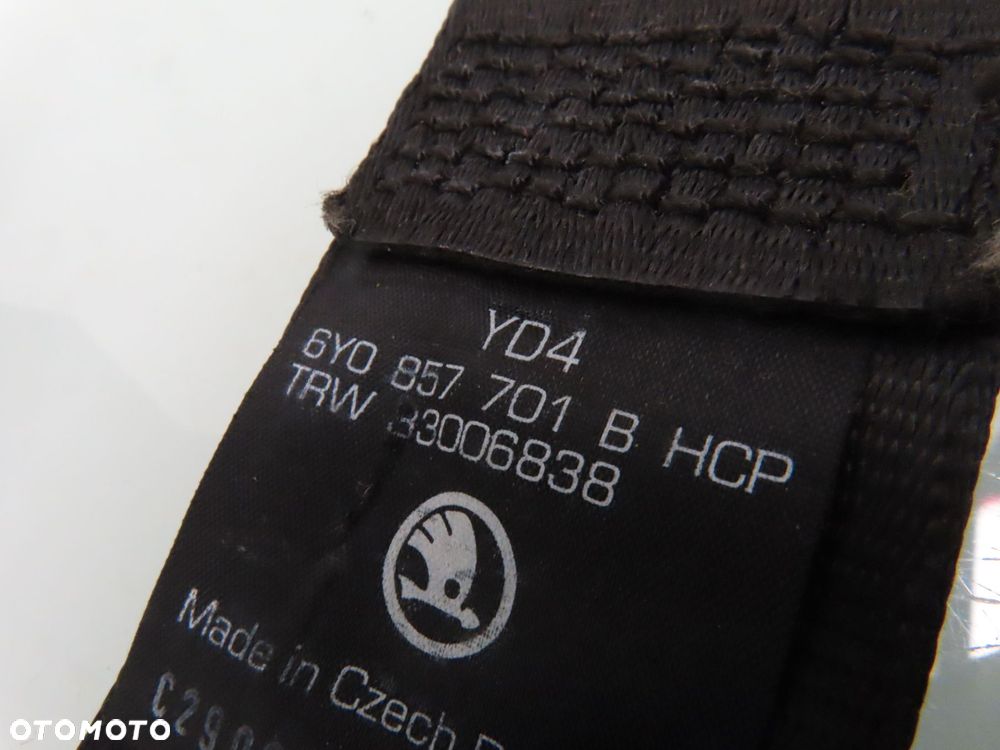 YD4
6Y0 857 701 B HCP
TRW 33006838
Made in Czech
OTOMOTO